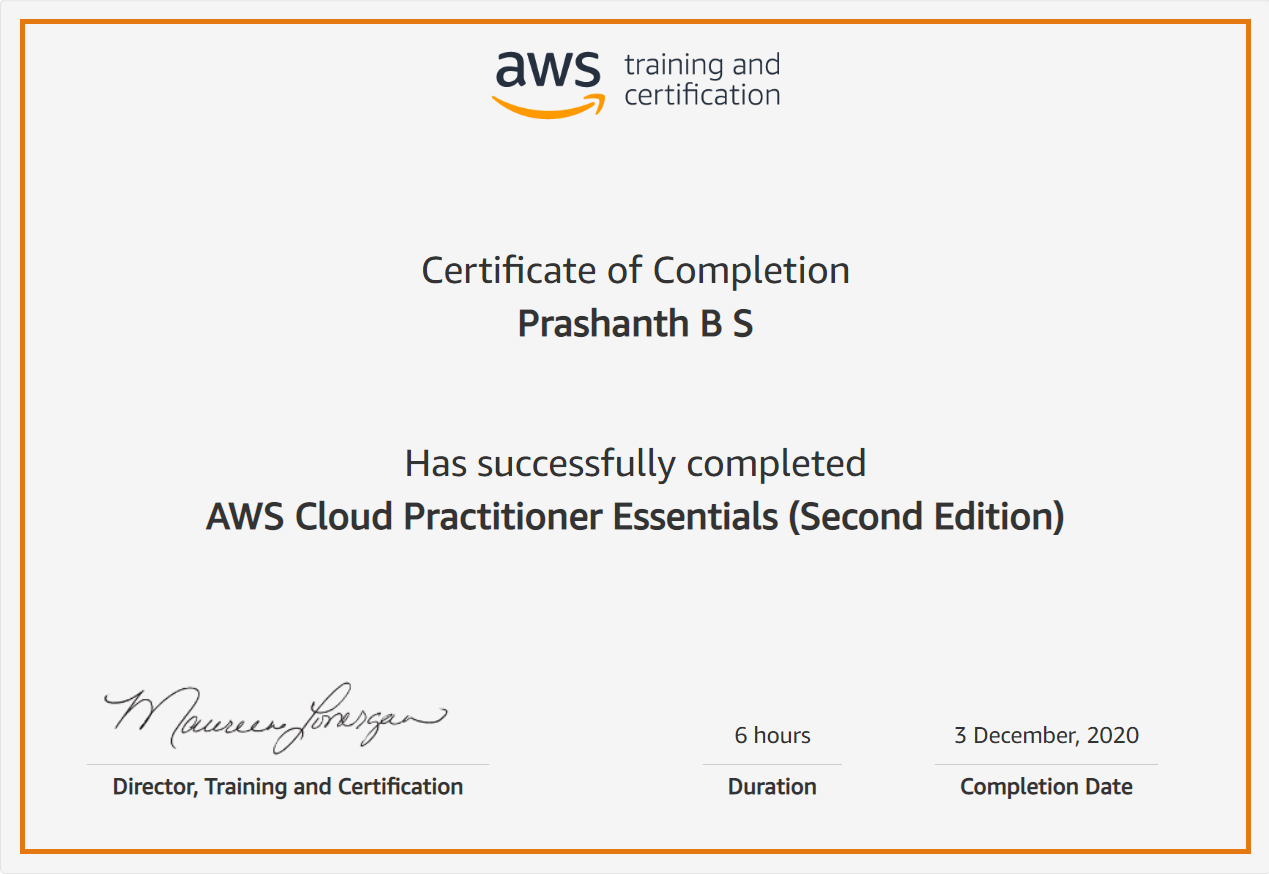 aws training and
certification
Certificate of Completion
Prashanth B S
Has successfully completed
AWS Cloud Practitioner Essentials (Second Edition)
Maureen Lonergan
Director, Training and Certification
6 hours
Duration
3 December, 2020
Completion Date